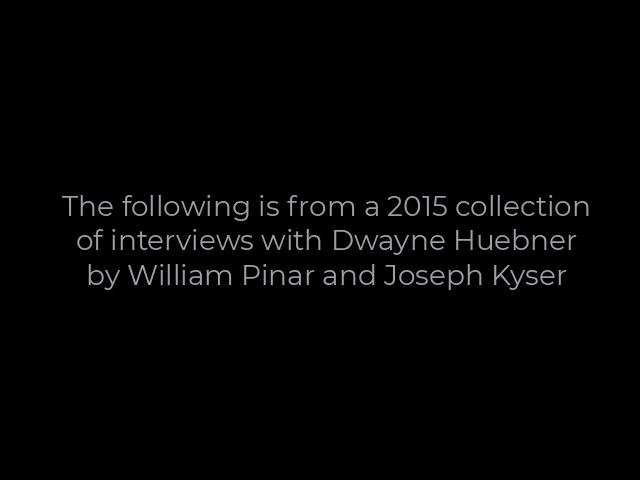 The following is from a 2015 collection
of interviews with Dwayne Huebner
by William Pinar and Joseph Kyser